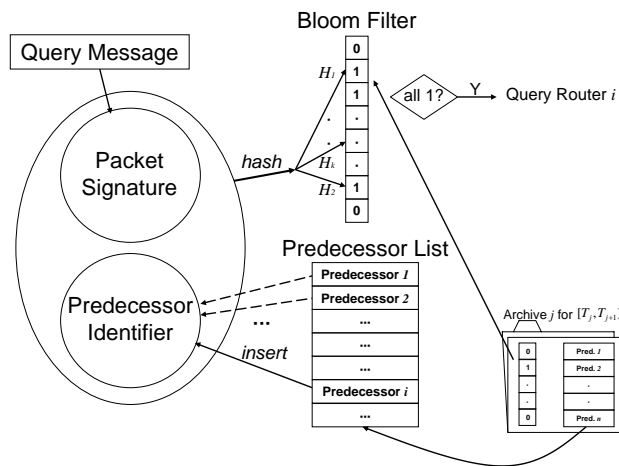 Bloom Filter
Query Message
0
1
1
.
.
.
1
0
H1
Hk
H2
all 1?
Y
Query Router i
Packet
Signature
hash
Predecessor
Identifier
...
insert
Predecessor List
Predecessor 1
Predecessor 2
...
...
...
Predecessor i
...
Archive j for [Tj, Tj+1]
0
1
.
.
0
Pred. 1
Pred. 2
.
.
Pred. n